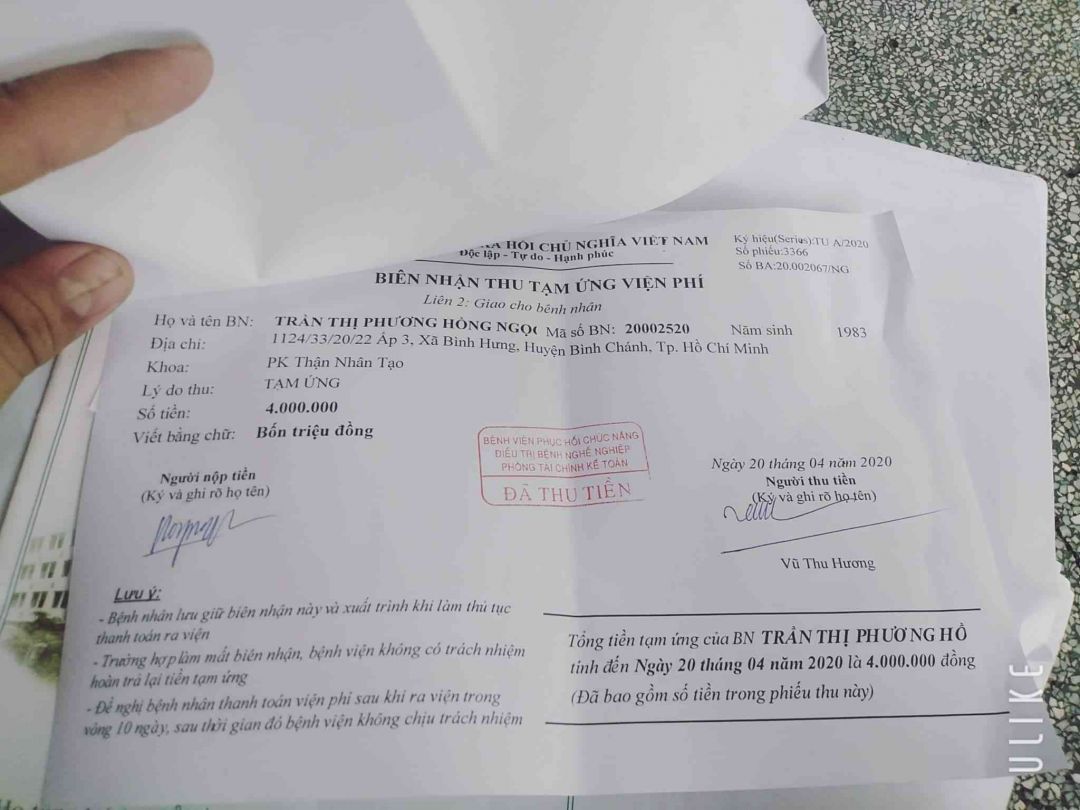 HỘI CHỦ NGHĨA VIỆT NAM
Độc lập - Tự do - Hạnh phúc
Ký hiệu(Series):TU A/2020
Số phiếu:3366
Số BA:20.002067/NG
BIÊN NHẬN THU TẠM ỨNG VIỆN PHÍ
Liên 2: Giao cho bệnh nhân
Họ và tên BN: TRẦN THỊ PHƯƠNG HỒNG NGỌC Mã số BN: 20002520 Năm sinh 1983
Địa chỉ: 1124/33/20/22 Ấp 3, Xã Bình Hưng, Huyện Bình Chánh, Tp. Hồ Chí Minh
Khoa: PK Thận Nhân Tạo
Lý do thu: TẠM ỨNG
Số tiền: 4.000.000
Viết bằng chữ: Bốn triệu đồng
BỆNH VIỆN PHỤC HỒI CHỨC NĂNG
ĐIỀU TRỊ BỆNH NGHỀ NGHIỆP
PHÒNG TÀI CHÍNH KẾ TOÁN
ĐÃ THU TIỀN
Người nộp tiền
(Ký và ghi rõ họ tên)
Ngày 20 tháng 04 năm 2020
Người thu tiền
(Ký và ghi rõ họ tên)
Vũ Thu Hương
Lưu ý:
- Bệnh nhân lưu giữ biên nhận này và xuất trình khi làm thủ tục
thanh toán ra viện
- Trường hợp làm mất biên nhận, bệnh viện không có trách nhiệm
hoàn trả lại tiền tạm ứng
- Đề nghị bệnh nhân thanh toán viện phí sau khi ra viện trong
vòng 10 ngày, sau thời gian đó bệnh viện không chịu trách nhiệm
Tổng tiền tạm ứng của BN TRẦN THỊ PHƯƠNG HỒ
tính đến Ngày 20 tháng 04 năm 2020 là 4.000.000 đồng
(Đã bao gồm số tiền trong phiếu thu này)
ULIKE